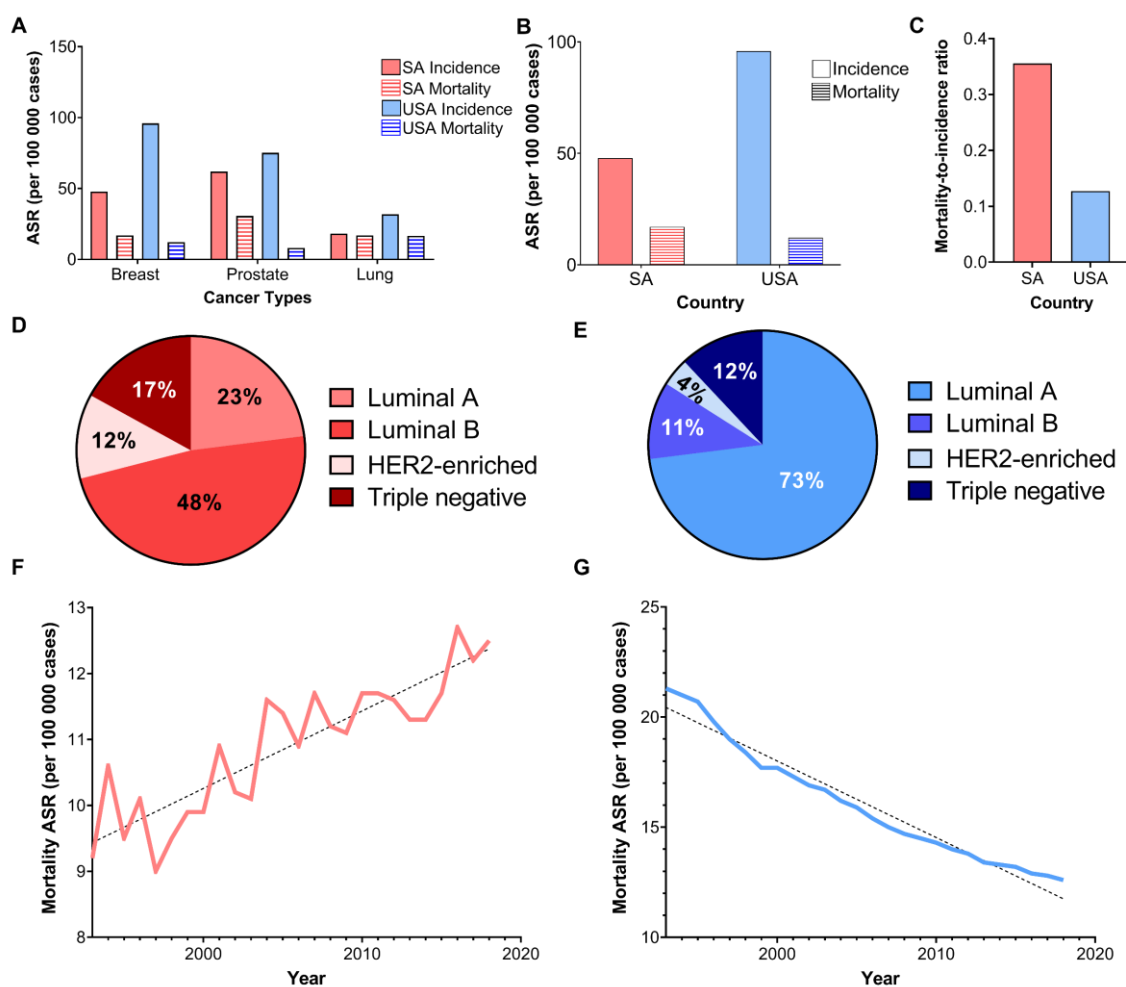 A
ASR (per 100 000 cases)
150
100
50
0
SA Incidence
SA Mortality
USA Incidence
USA Mortality
Breast
Prostate
Lung
Cancer Types
B
ASR (per 100 000 cases)
100
50
0
Incidence
Mortality
SA
USA
Country
C
Mortality-to-incidence ratio
0.4
0.3
0.2
0.1
0.0
SA
USA
Country
D
17%
23%
12%
48%
Luminal A
Luminal B
HER2-enriched
Triple negative
E
12%
4%
11%
73%
Luminal A
Luminal B
HER2-enriched
Triple negative
F
Mortality ASR (per 100 000 cases)
13
12
11
10
9
8
2000
2010
2020
Year
G
Mortality ASR (per 100 000 cases)
25
20
15
10
2000
2010
2020
Year